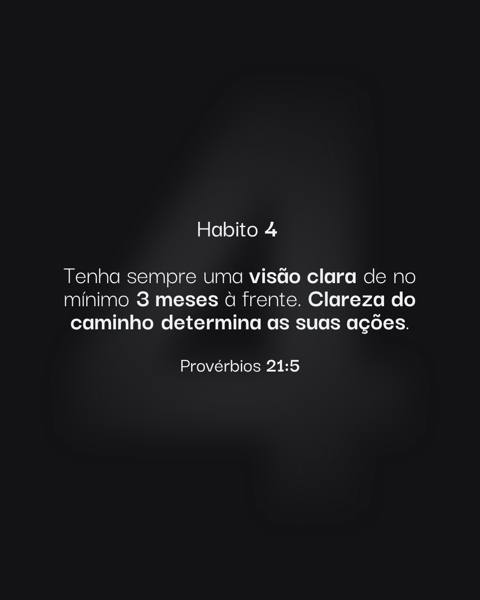 Habito 4
Tenha sempre uma visão clara de no
mínimo 3 meses à frente. Clareza do
caminho determina as suas ações.
Provérbios 21:5
4